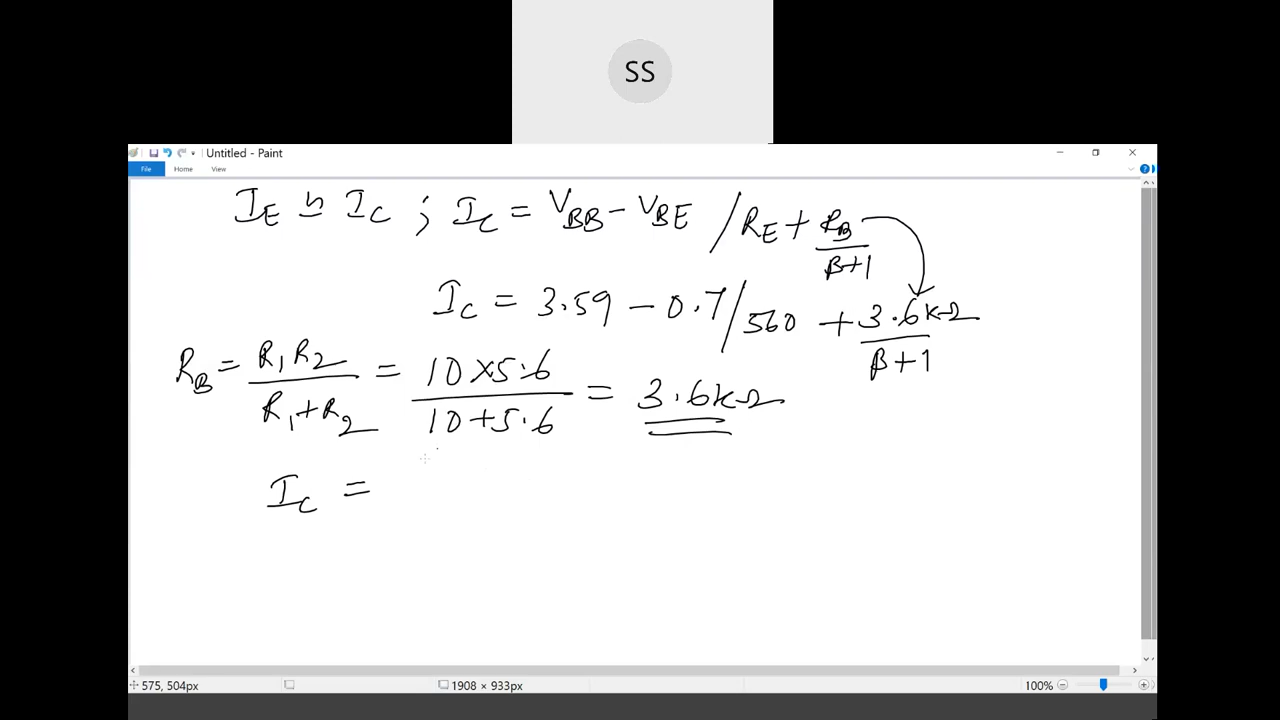 SS
Untitled - Paint
File Home View
I_E ≃ I_C ; I_C = V_BB - V_BE / R_E + R_B/β+1
I_C = 3.59 - 0.7 / 560 + 3.6kΩ/β+1
R_B = R_1 R_2/R_1+R_2 = 10 x 5.6/10+5.6 = 3.6kΩ
I_C =
575, 504px 1908 × 933px 100%